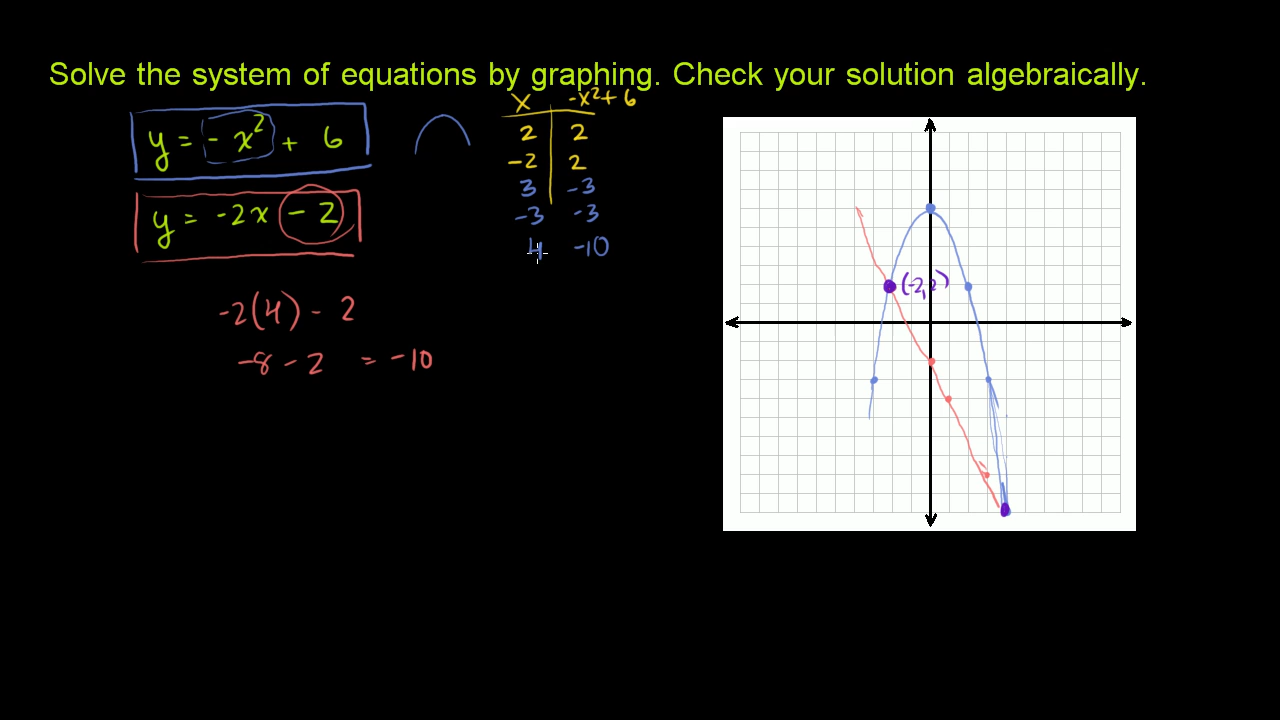 Solve the system of equations by graphing. Check your solution algebraically.
y = -x² + 6
y = -2x - 2
-2(4) - 2
-8 - 2 = -10
x -x²+6
2 2
-2 2
3 -3
-3 -3
4 -10
(-2,2)